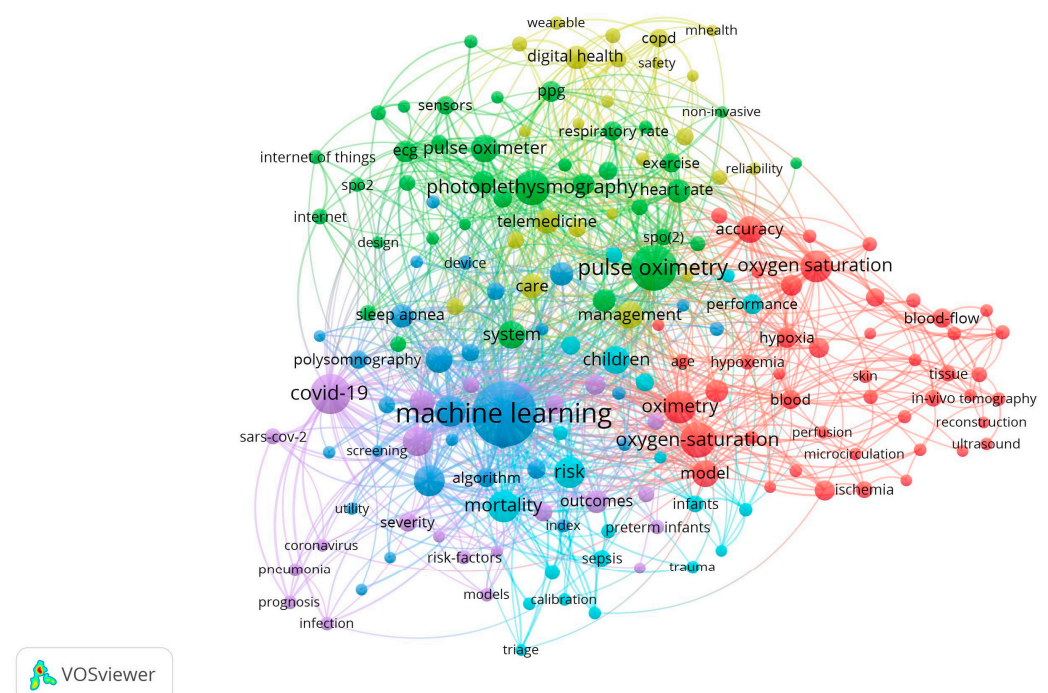 wearable
mhealth
copd
digital health
safety
ppg
sensors
non-invasive
respiratory rate
ecg
pulse oximeter
internet of things
exercise
reliability
spo2
photoplethysmography
heart rate
internet
telemedicine
accuracy
design
spo(2)
device
pulse oximetry
oxygen saturation
care
performance
sleep apnea
management
blood-flow
system
hypoxia
polysomnography
children
age
hypoxemia
skin
tissue
covid-19
machine learning
oximetry
blood
in-vivo tomography
reconstruction
sars-cov-2
oxygen-saturation
perfusion
ultrasound
screening
microcirculation
algorithm
risk
model
ischemia
mortality
outcomes
infants
utility
severity
index
preterm infants
coronavirus
risk-factors
sepsis
pneumonia
trauma
prognosis
models
calibration
infection
triage
VOSviewer